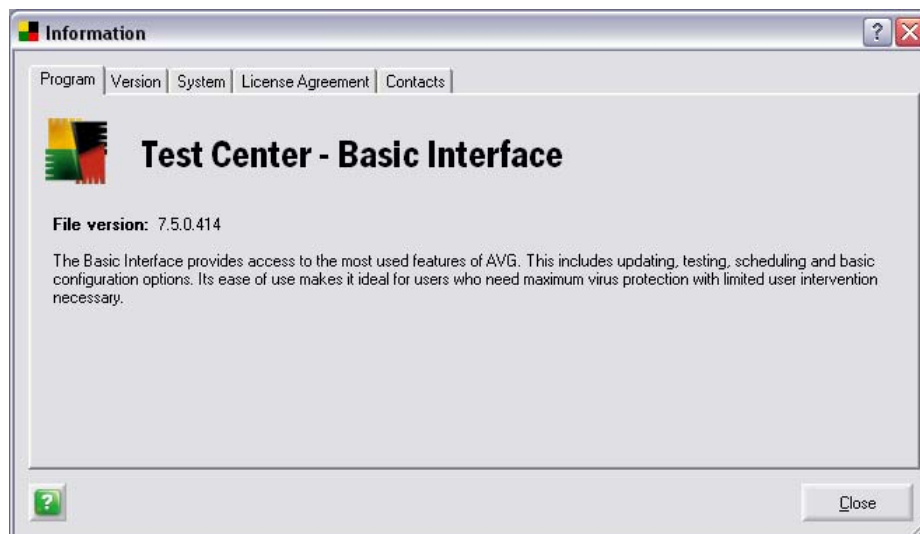 Information
Program
Version
System
License Agreement
Contacts
Test Center - Basic Interface
File version: 7.5.0.414
The Basic Interface provides access to the most used features of AVG. This includes updating, testing, scheduling and basic
configuration options. Its ease of use makes it ideal for users who need maximum virus protection with limited user intervention
necessary.
?
?
Close